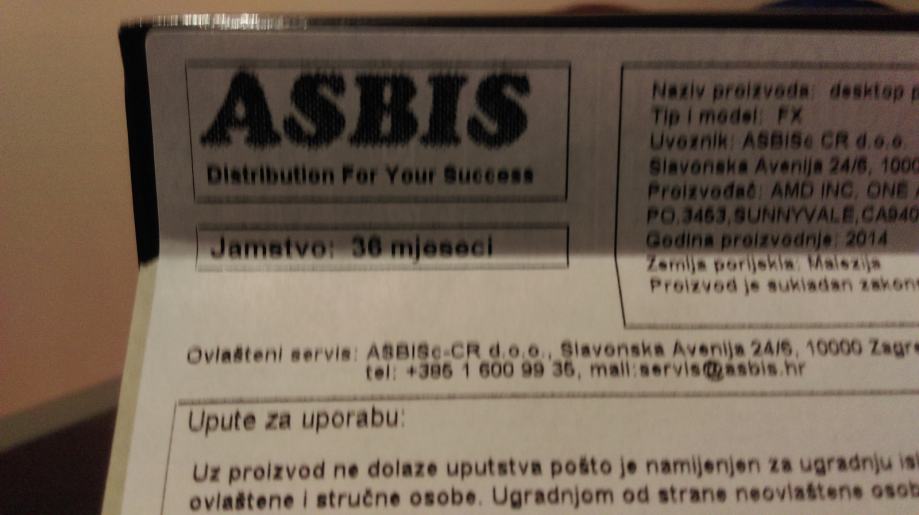 ASBIS
Distribution For Your Success
Jamstvo: 36 mjeseci
Naziv proizvoda: desktop
Tip i model: FX
Uvoznik: ASBISc CR d.o.o.
Slavonska Avenija 24/6,
Proizvođač: AMD INC, ONE
PO.3453,SUNNYVALE,
Godina proizvodnje: 2014
Zemlja porijekla: Malezija
Proizvod je sukladan
Ovlašteni servis: ASBISc-CR d.o.o., Slavonska Avenija 24/6, 10000
tel: +385 1 600 99 35, mail:servis@asbis.hr
Upute za uporabu:
Uz proizvod ne dolaze uputstva pošto je namijenjen za ugradnju
ovlaštene i stručne osobe. Ugradnjom od strane neovlaštene